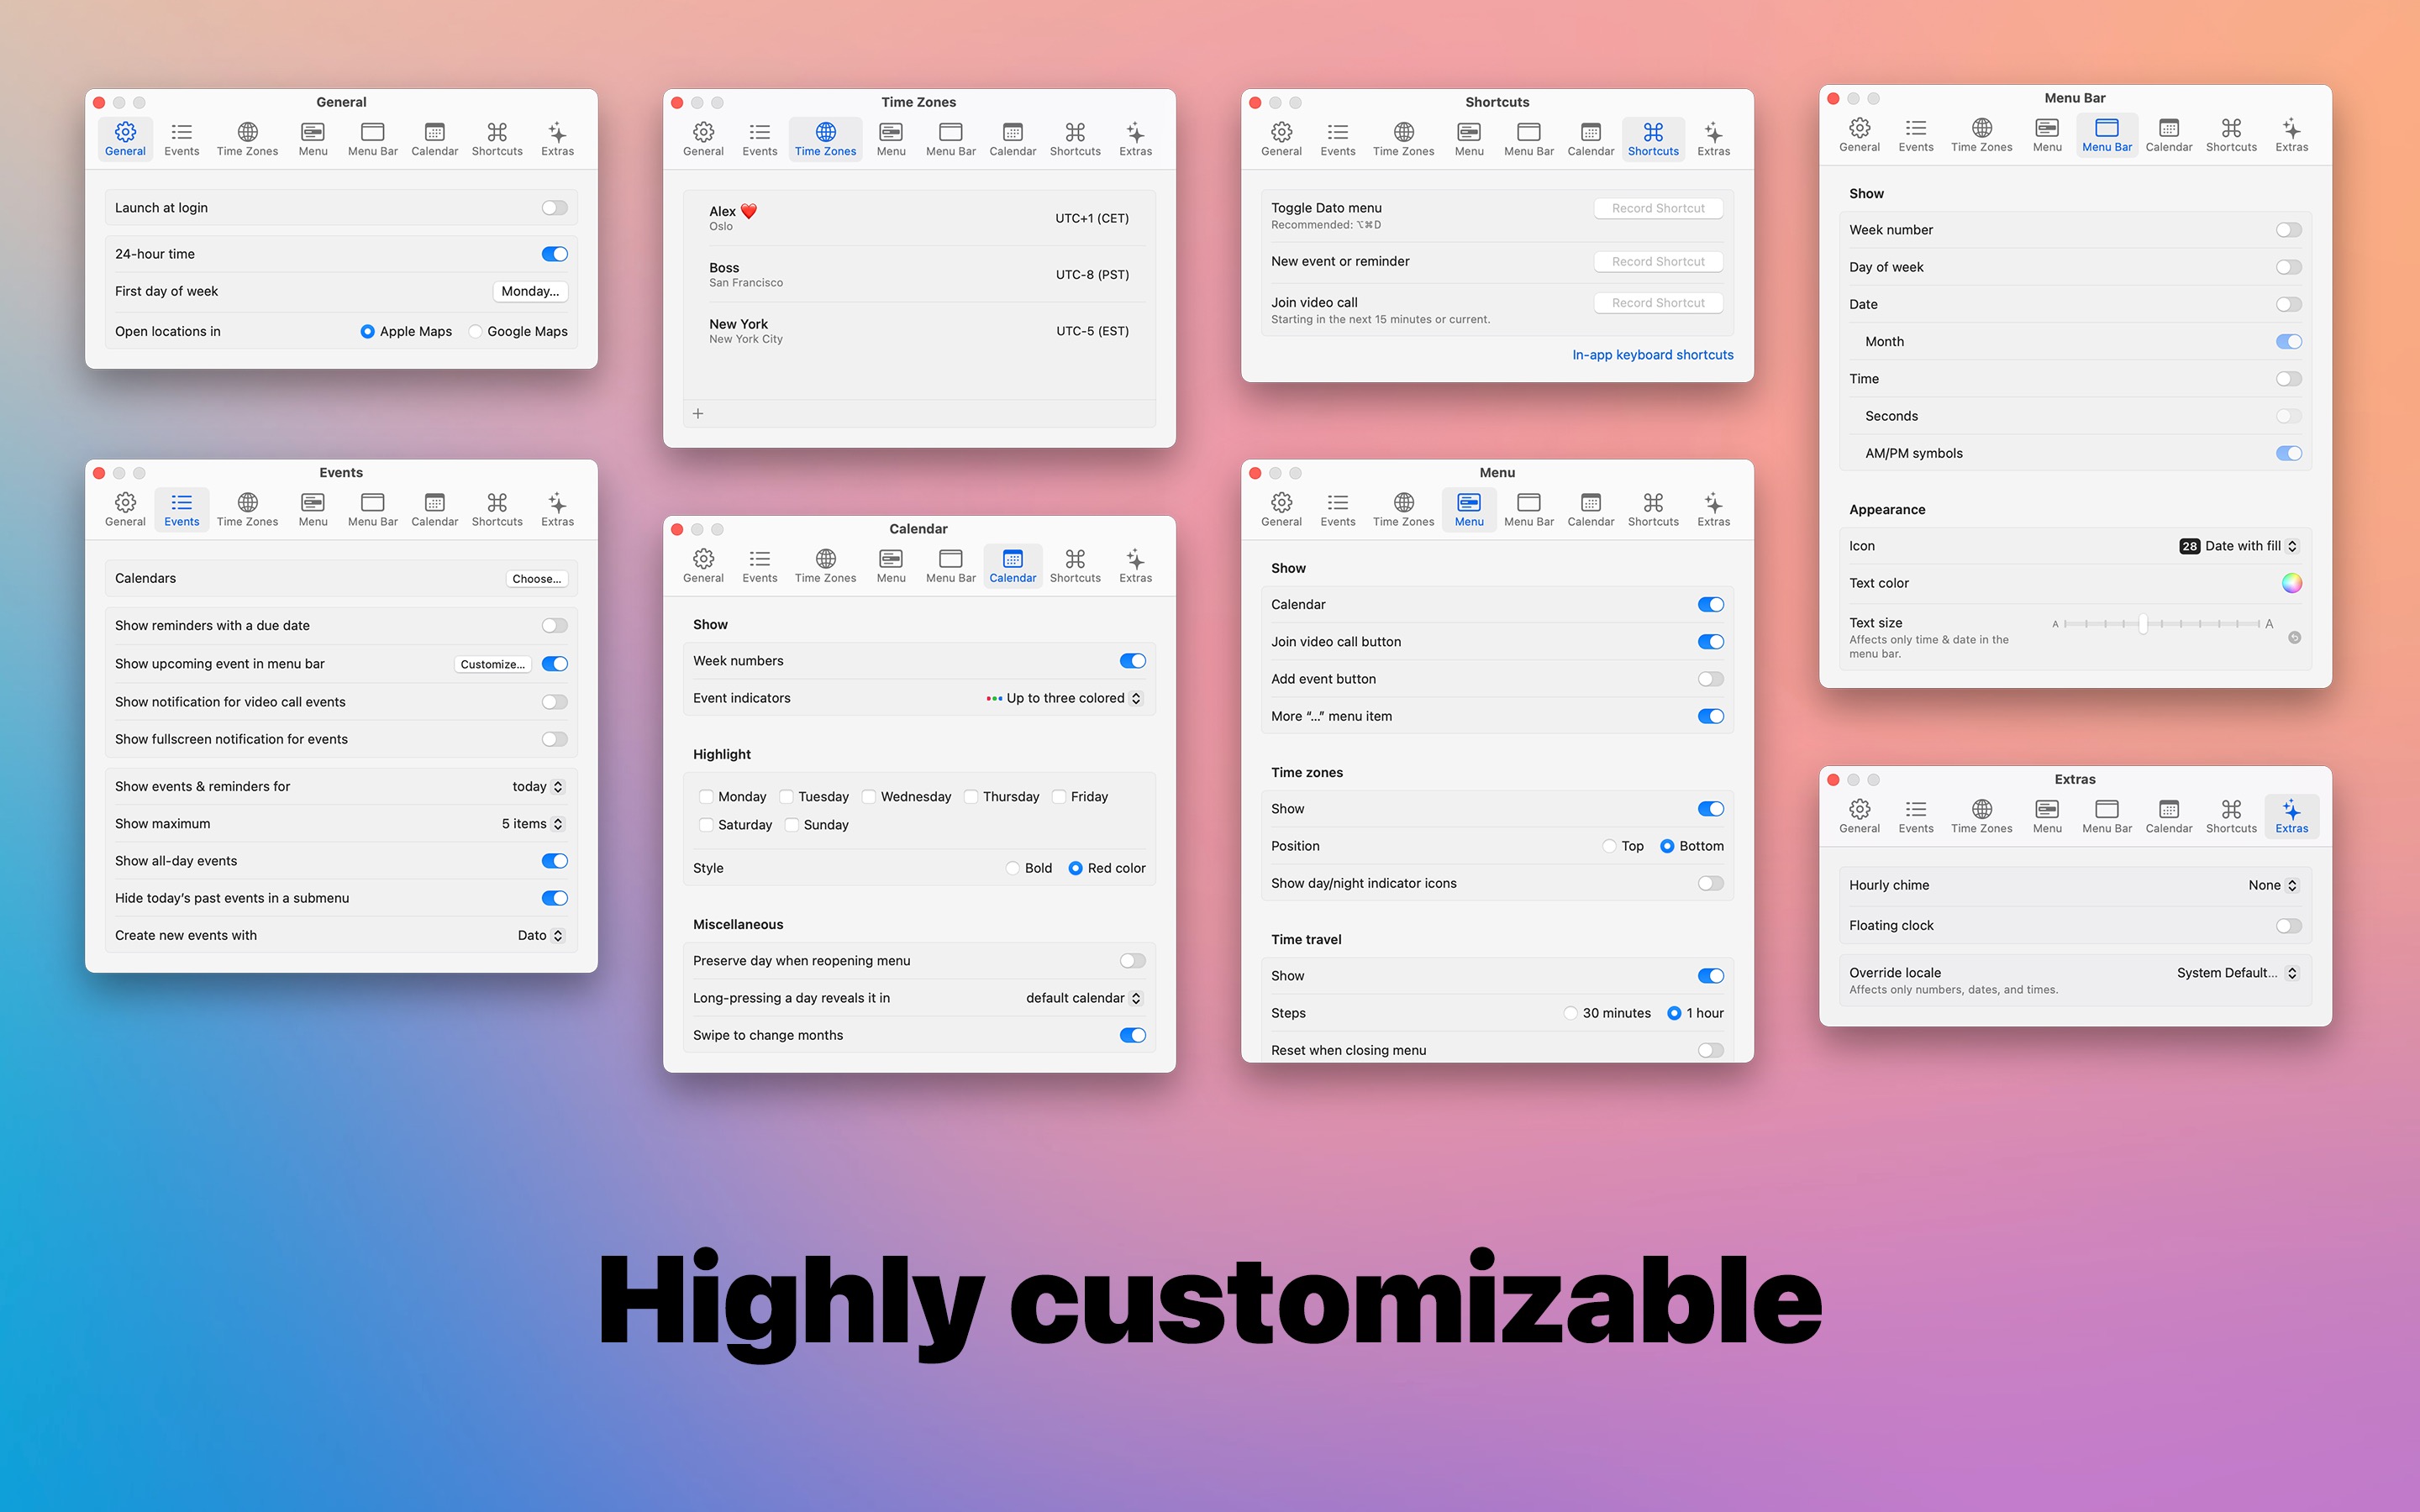 General
General Events Time Zones Menu Menu Bar Calendar Shortcuts Extras
Launch at login
24-hour time
First day of week Monday...
Open locations in Apple Maps Google Maps
Events
General Events Time Zones Menu Menu Bar Calendar Shortcuts Extras
Calendars Choose...
Show reminders with a due date
Show upcoming event in menu bar Customize...
Show notification for video call events
Show fullscreen notification for events
Show events & reminders for today
Show maximum 5 items
Show all-day events
Hide today's past events in a submenu
Create new events with Dato
Time Zones
General Events Time Zones Menu Menu Bar Calendar Shortcuts Extras
Alex ❤️ UTC+1 (CET)
Oslo
Boss UTC-8 (PST)
San Francisco
New York UTC-5 (EST)
New York City
+
Calendar
General Events Time Zones Menu Menu Bar Calendar Shortcuts Extras
Show
Week numbers
Event indicators Up to three colored
Highlight
Monday Tuesday Wednesday Thursday Friday
Saturday Sunday
Style Bold Red color
Miscellaneous
Preserve day when reopening menu
Long-pressing a day reveals it in default calendar
Swipe to change months
Shortcuts
General Events Time Zones Menu Menu Bar Calendar Shortcuts Extras
Toggle Dato menu Record Shortcut
Recommended: ⌥⌘D
New event or reminder Record Shortcut
Join video call Record Shortcut
Starting in the next 15 minutes or current.
In-app keyboard shortcuts
Menu
General Events Time Zones Menu Menu Bar Calendar Shortcuts Extras
Show
Calendar
Join video call button
Add event button
More “...” menu item
Time zones
Show
Position Top Bottom
Show day/night indicator icons
Time travel
Show
Steps 30 minutes 1 hour
Reset when closing menu
Menu Bar
General Events Time Zones Menu Menu Bar Calendar Shortcuts Extras
Show
Week number
Day of week
Date
Month
Time
Seconds
AM/PM symbols
Appearance
Icon 28 Date with fill
Text color
Text size A A
Affects only time & date in the
menu bar.
Extras
General Events Time Zones Menu Menu Bar Calendar Shortcuts Extras
Hourly chime None
Floating clock
Override locale System Default...
Affects only numbers, dates, and times.
Highly customizable